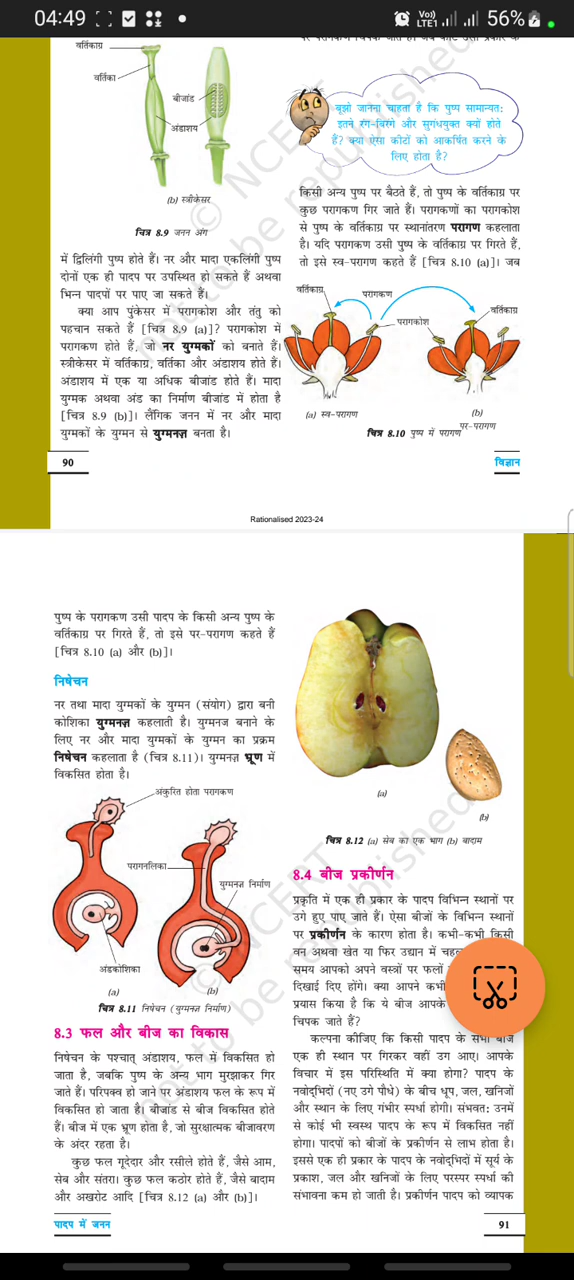 04:49
Vo) LTE1 56%
वर्तिकाग्र
वर्तिका
बीजांड
अंडाशय
(b) स्त्रीकेसर
चित्र 8.9 जनन अंग
में द्विलिंगी पुष्प होते हैं। नर और मादा एकलिंगी पुष्प
दोनों एक ही पादप पर उपस्थित हो सकते हैं अथवा
भिन्न पादपों पर पाए जा सकते हैं।
क्या आप पुंकेसर में परागकोश और तंतु को
पहचान सकते हैं [चित्र 8.9 (a)]? परागकोश में
परागकण होते हैं, जो नर युग्मकों को बनाते हैं।
स्त्रीकेसर में वर्तिकाग्र, वर्तिका और अंडाशय होते हैं।
अंडाशय में एक या अधिक बीजांड होते हैं। मादा
युग्मक अथवा अंड का निर्माण बीजांड में होता है
[चित्र 8.9 (b)]। लैंगिक जनन में नर और मादा
युग्मकों के युग्मन से युग्मनज़ बनता है।
बूझो जानना चाहता है कि पुष्प सामान्यत:
इतने रंग-बिरंगे और सुगंधयुक्त क्यों होते
हैं? क्या ऐसा कीटों को आकर्षित करने के
लिए होता है?
किसी अन्य पुष्प पर बैठते हैं, तो पुष्प के वर्तिकाग्र पर
कुछ परागकण गिर जाते हैं। परागकणों का परागकोश
से पुष्प के वर्तिकाग्र पर स्थानांतरण परागण कहलाता
है। यदि परागकण उसी पुष्प के वर्तिकाग्र पर गिरते हैं,
तो इसे स्व-परागण कहते हैं [चित्र 8.10 (a)]। जब
वर्तिकाग्र
परागकण
वर्तिकाग्र
परागकोश
(a) स्व-परागण
(b)
पर-परागण
चित्र 8.10 पुष्प में परागण
90
विज्ञान
Rationalised 2023-24
पुष्प के परागकण उसी पादप के किसी अन्य पुष्प के
वर्तिकाग्र पर गिरते हैं, तो इसे पर-परागण कहते हैं
[चित्र 8.10 (a) और (b)]।
निषेचन
नर तथा मादा युग्मकों के युग्मन (संयोग) द्वारा बनी
कोशिका युग्मनज़ कहलाती है। युग्मनज बनाने के
लिए नर और मादा युग्मकों के युग्मन का प्रक्रम
निषेचन कहलाता है (चित्र 8.11)। युग्मनज़ भ्रूण में
विकसित होता है।
अंकुरित होता परागकण
परागनलिका
युग्मनज़ निर्माण
अंडकोशिका
(a)
(b)
चित्र 8.11 निषेचन (युग्मनज़ निर्माण)
8.3 फल और बीज का विकास
निषेचन के पश्चात् अंडाशय, फल में विकसित हो
जाता है, जबकि पुष्प के अन्य भाग मुरझाकर गिर
जाते हैं। परिपक्व हो जाने पर अंडाशय फल के रूप में
विकसित हो जाता है। बीजांड से बीज विकसित होते
हैं। बीज में एक भ्रूण होता है, जो सुरक्षात्मक बीजावरण
के अंदर रहता है।
कुछ फल गूदेदार और रसीले होते हैं, जैसे आम,
सेब और संतरा। कुछ फल कठोर होते हैं, जैसे बादाम
और अखरोट आदि [चित्र 8.12 (a) और (b)]।
(a)
(b)
चित्र 8.12 (a) सेब का एक भाग (b) बादाम
8.4 बीज प्रकीर्णन
प्रकृति में एक ही प्रकार के पादप विभिन्न स्थानों पर
उगे हुए पाए जाते हैं। ऐसा बीजों के विभिन्न स्थानों
पर प्रकीर्णन के कारण होता है। कभी-कभी किसी
वन अथवा खेत या फिर उद्यान में
समय आपको अपने वस्त्रों पर फलों
दिखाई दिए होंगे। क्या आपने कभी
प्रयास किया है कि ये बीज आपके
चिपक जाते हैं?
कल्पना कीजिए कि किसी पादप के सभी बीज
एक ही स्थान पर गिरकर वहीं उग आए। आपके
विचार में इस परिस्थिति में क्या होगा? पादप के
नवोद्भिदों (नए उगे पौधे) के बीच धूप, जल, खनिजों
और स्थान के लिए गंभीर स्पर्धा होगी। संभवत: उनमें
से कोई भी स्वस्थ पादप के रूप में विकसित नहीं
होगा। पादपों को बीजों के प्रकीर्णन से लाभ होता है।
इससे एक ही प्रकार के पादप के नवोद्भिदों में सूर्य के
प्रकाश, जल और खनिजों के लिए परस्पर स्पर्धा की
संभावना कम हो जाती है। प्रकीर्णन पादप को व्यापक
पादप में जनन
91
© NCERT
not to be republished